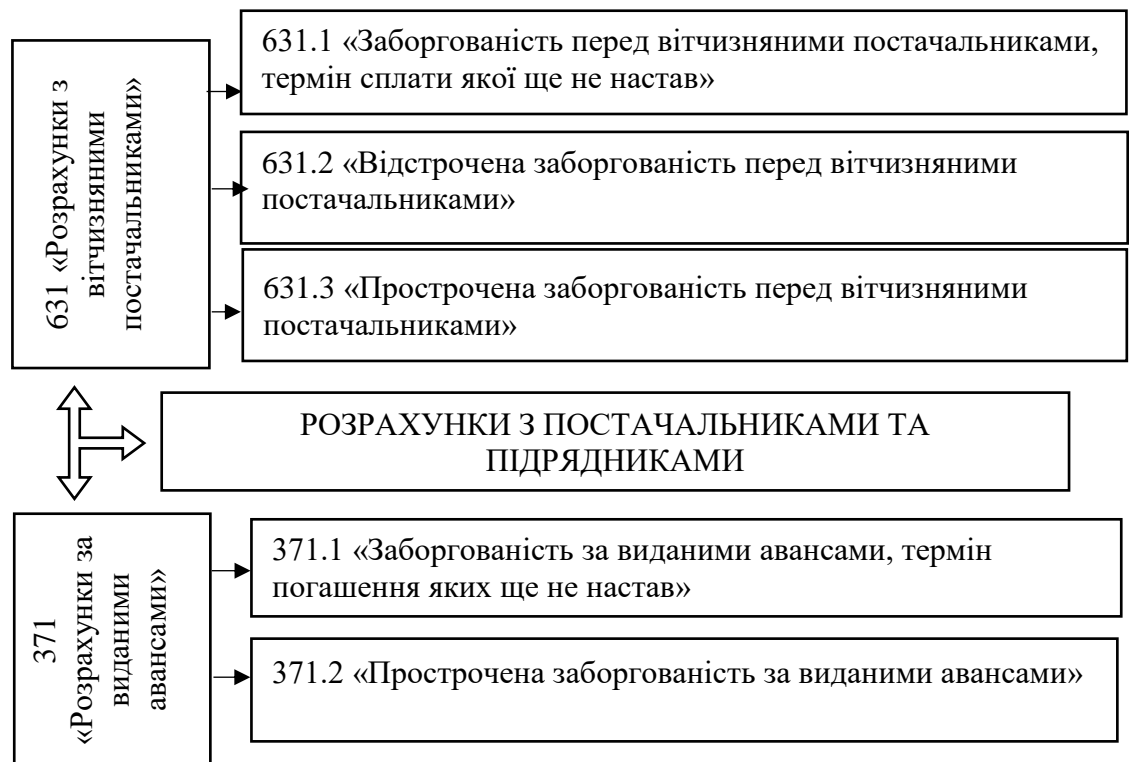 631 «Розрахунки з
вітчизняними
постачальниками»
631.1 «Заборгованість перед вітчизняними постачальниками,
термін сплати якої ще не настав»
631.2 «Відстрочена заборгованість перед вітчизняними
постачальниками»
631.3 «Прострочена заборгованість перед вітчизняними
постачальниками»
РОЗРАХУНКИ З ПОСТАЧАЛЬНИКАМИ ТА
ПІДРЯДНИКАМИ
371
«Розрахунки за
виданими
авансами»
371.1 «Заборгованість за виданими авансами, термін
погашення яких ще не настав»
371.2 «Прострочена заборгованість за виданими авансами»